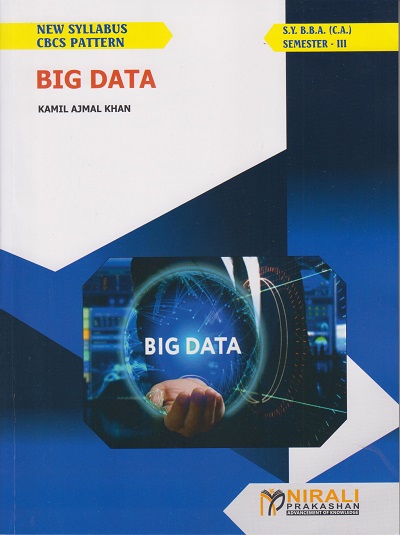 NEW SYLLABUS
CBCS PATTERN
S.Y. B.B.A. (C.A.)
SEMESTER - III
BIG DATA
KAMIL AJMAL KHAN
BIG DATA
NIRALI
PRAKASHAN
ADVANCEMENT OF KNOWLEDGE